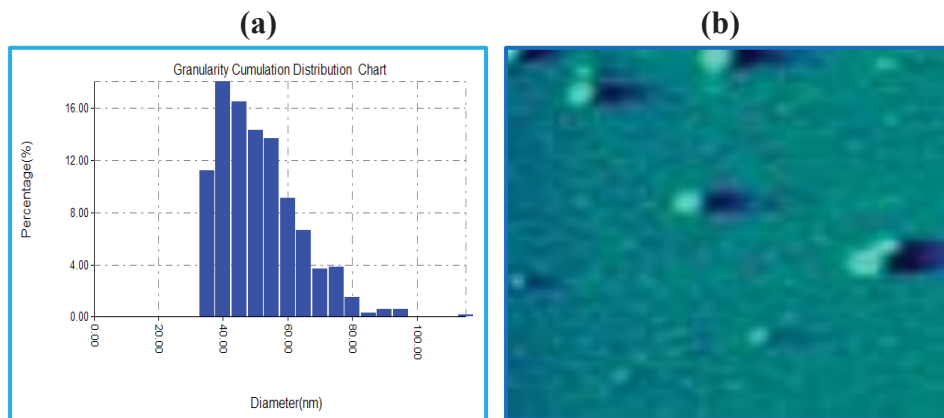 (a)
(b)
Granularity Cumulation Distribution Chart
Percentage(%)
16.00
12.00
8.00
4.00
0.00
0.00
20.00
40.00
60.00
80.00
100.00
Diameter(nm)